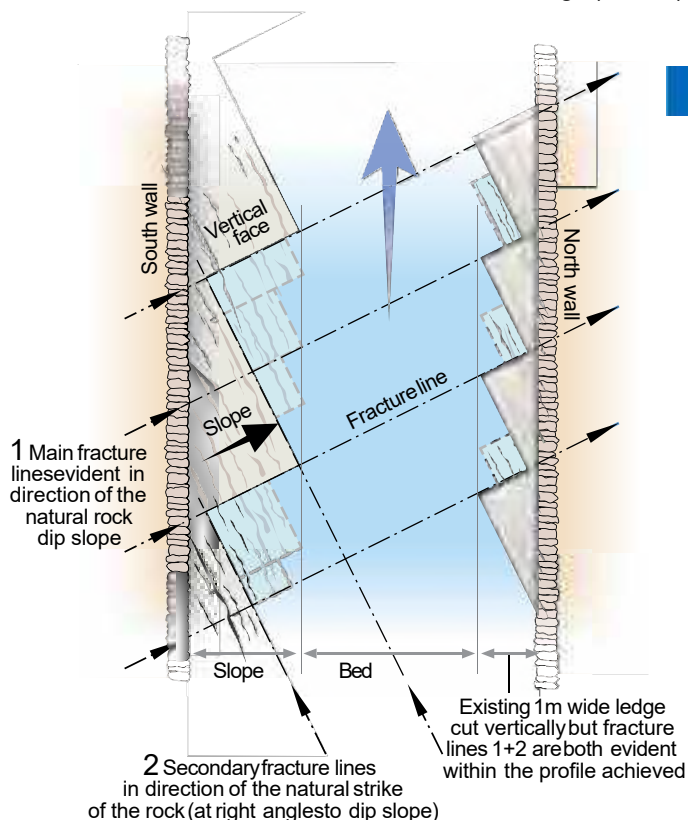 South wall
Vertical
face
North wall
Slope
Fracture line
1 Main fracture
linesevident in
direction of the
natural rock
dip slope
Slope
Bed
Existing 1m wide ledge
cut vertically but fracture
lines 1+2 areboth evident
within the profile achieved
2 Secondary fracture lines
in direction of the natural strike
of the rock (at right anglesto dip slope)